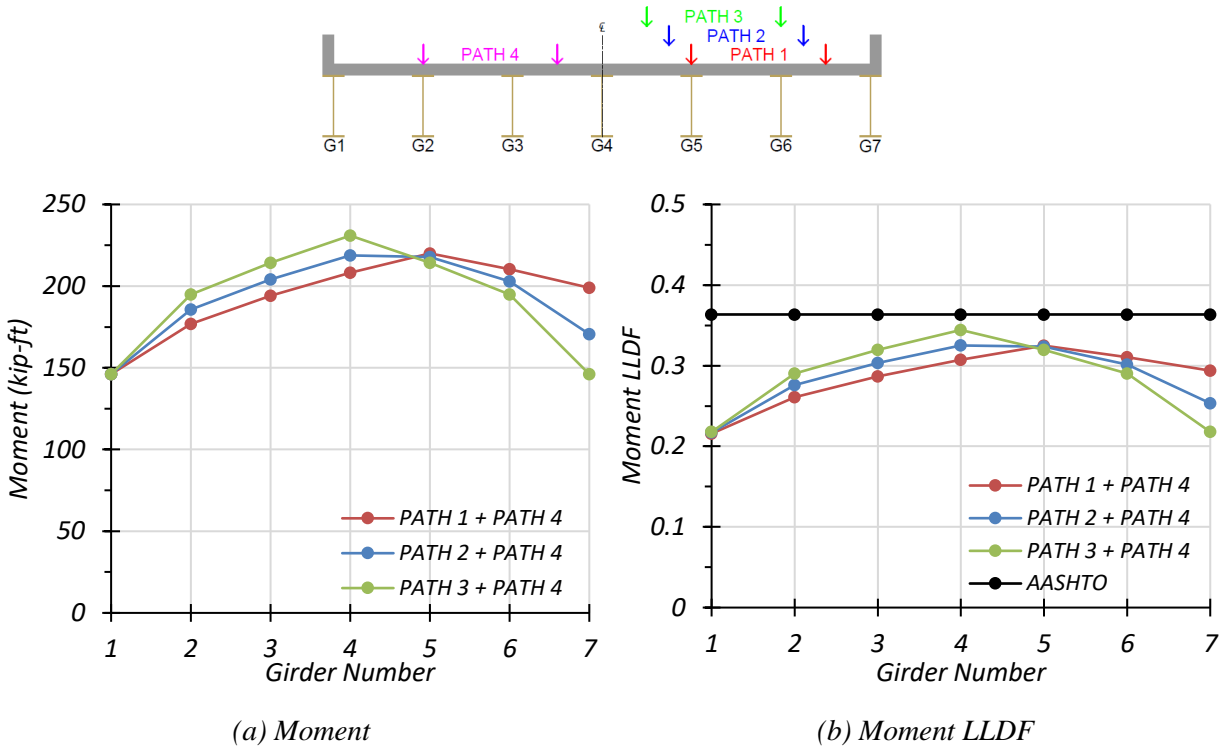 ℄
PATH 3
PATH 2
PATH 4
PATH 1
G1 G2 G3 G4 G5 G6 G7
Moment (kip-ft)
250
200
150
100
50
0
PATH 1 + PATH 4
PATH 2 + PATH 4
PATH 3 + PATH 4
1 2 3 4 5 6 7
Girder Number
(a) Moment
Moment LLDF
0.5
0.4
0.3
0.2
0.1
0
PATH 1 + PATH 4
PATH 2 + PATH 4
PATH 3 + PATH 4
AASHTO
1 2 3 4 5 6 7
Girder Number
(b) Moment LLDF